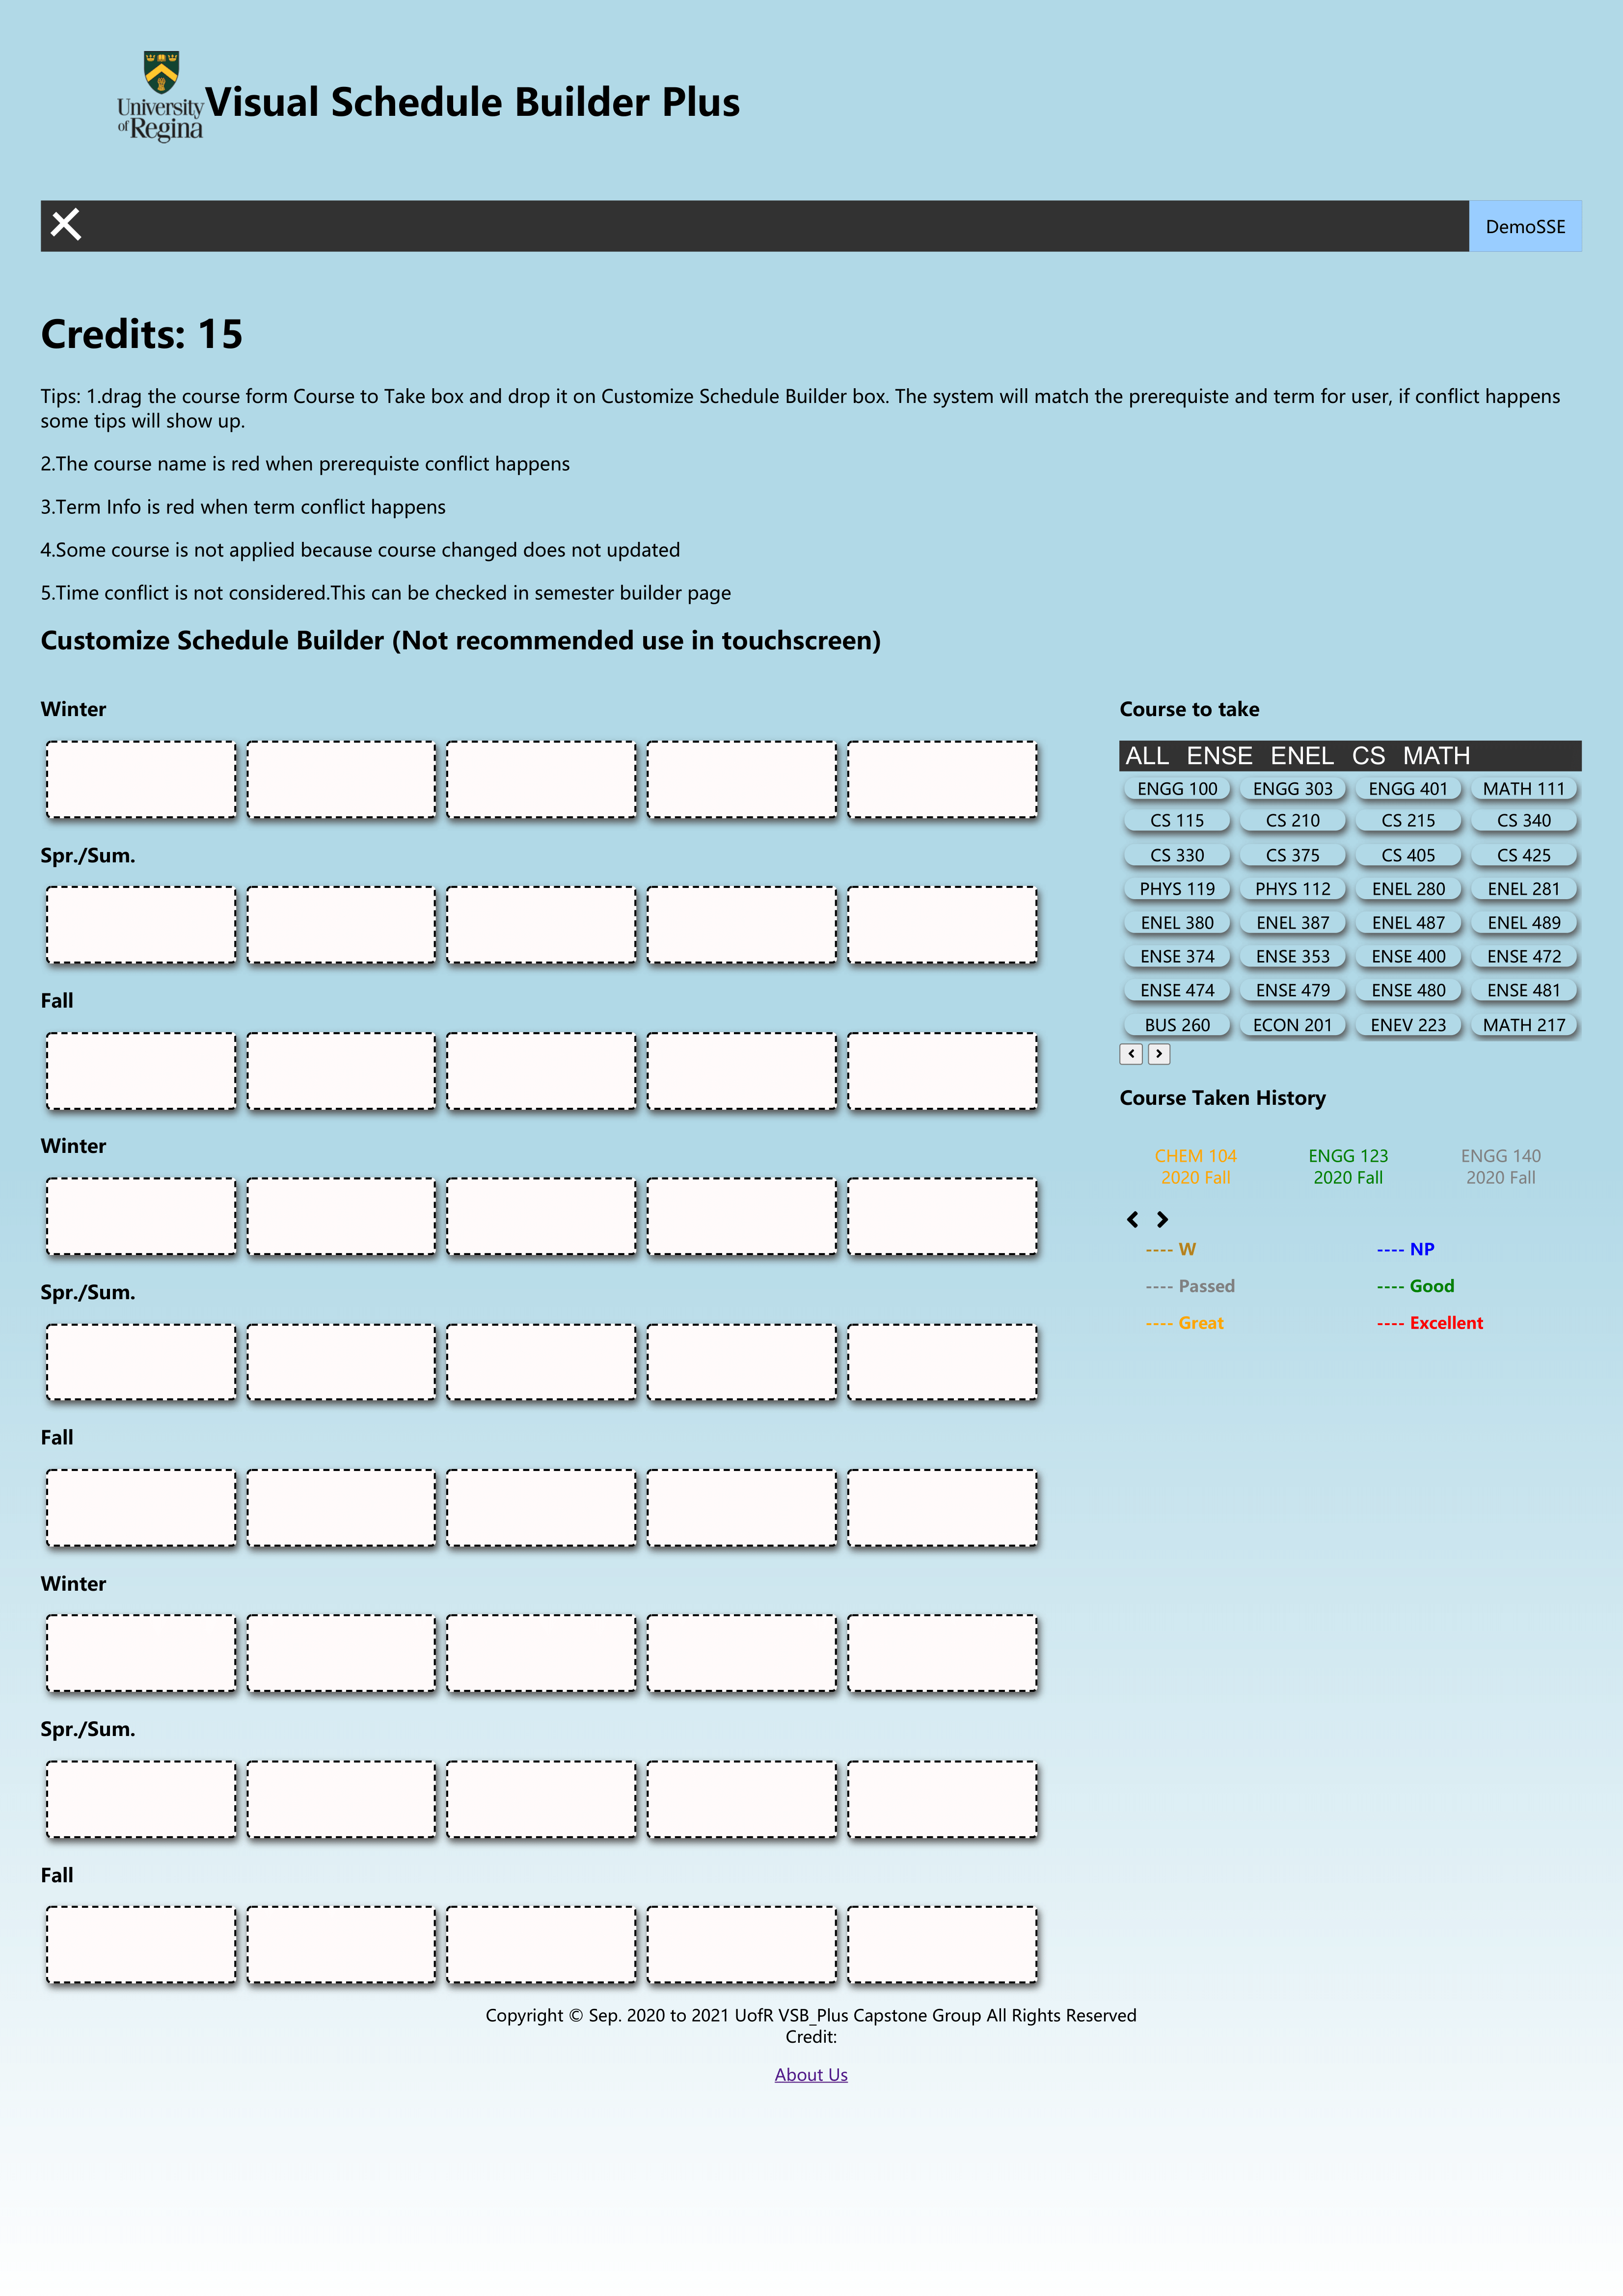 University
of Regina
Visual Schedule Builder Plus
DemoSSE
Credits: 15
Tips: 1.drag the course form Course to Take box and drop it on Customize Schedule Builder box. The system will match the prerequiste and term for user, if conflict happens
some tips will show up.
2.The course name is red when prerequiste conflict happens
3.Term Info is red when term conflict happens
4.Some course is not applied because course changed does not updated
5.Time conflict is not considered.This can be checked in semester builder page
Customize Schedule Builder (Not recommended use in touchscreen)
Winter
Spr./Sum.
Fall
Winter
Spr./Sum.
Fall
Winter
Spr./Sum.
Fall
Course to take
ALL ENSE ENEL CS MATH
ENGG 100 ENGG 303 ENGG 401 MATH 111
CS 115 CS 210 CS 215 CS 340
CS 330 CS 375 CS 405 CS 425
PHYS 119 PHYS 112 ENEL 280 ENEL 281
ENEL 380 ENEL 387 ENEL 487 ENEL 489
ENSE 374 ENSE 353 ENSE 400 ENSE 472
ENSE 474 ENSE 479 ENSE 480 ENSE 481
BUS 260 ECON 201 ENEV 223 MATH 217
Course Taken History
CHEM 104 ENGG 123 ENGG 140
2020 Fall 2020 Fall 2020 Fall
---- W ---- NP
---- Passed ---- Good
---- Great ---- Excellent
Copyright © Sep. 2020 to 2021 UofR VSB_Plus Capstone Group All Rights Reserved
Credit:
About Us